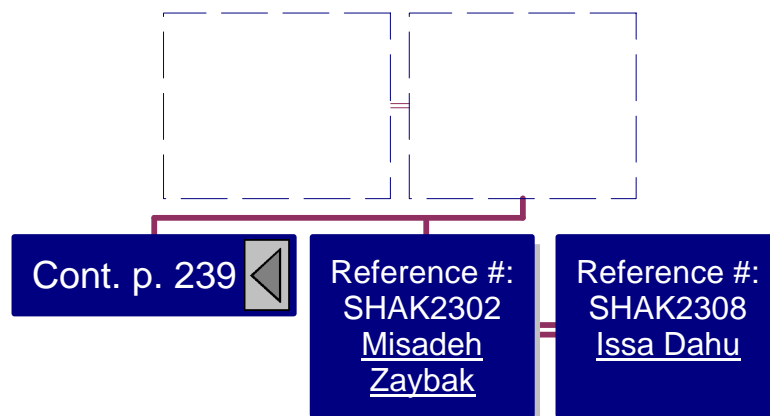 Cont. p. 239
Reference #:
SHAK2302
Misadeh
Zaybak
Reference #:
SHAK2308
Issa Dahu